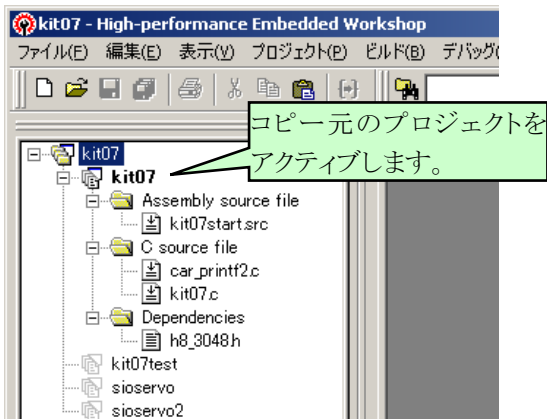 kit07 - High-performance Embedded Workshop
ファイル(F) 編集(E) 表示(V) プロジェクト(P) ビルド(B) デバッグ(
コピー元のプロジェクトを
アクティブします。
kit07
kit07
Assembly source file
kit07start.src
C source file
car_printf2.c
kit07.c
Dependencies
h8_3048.h
kit07test
sioservo
sioservo2